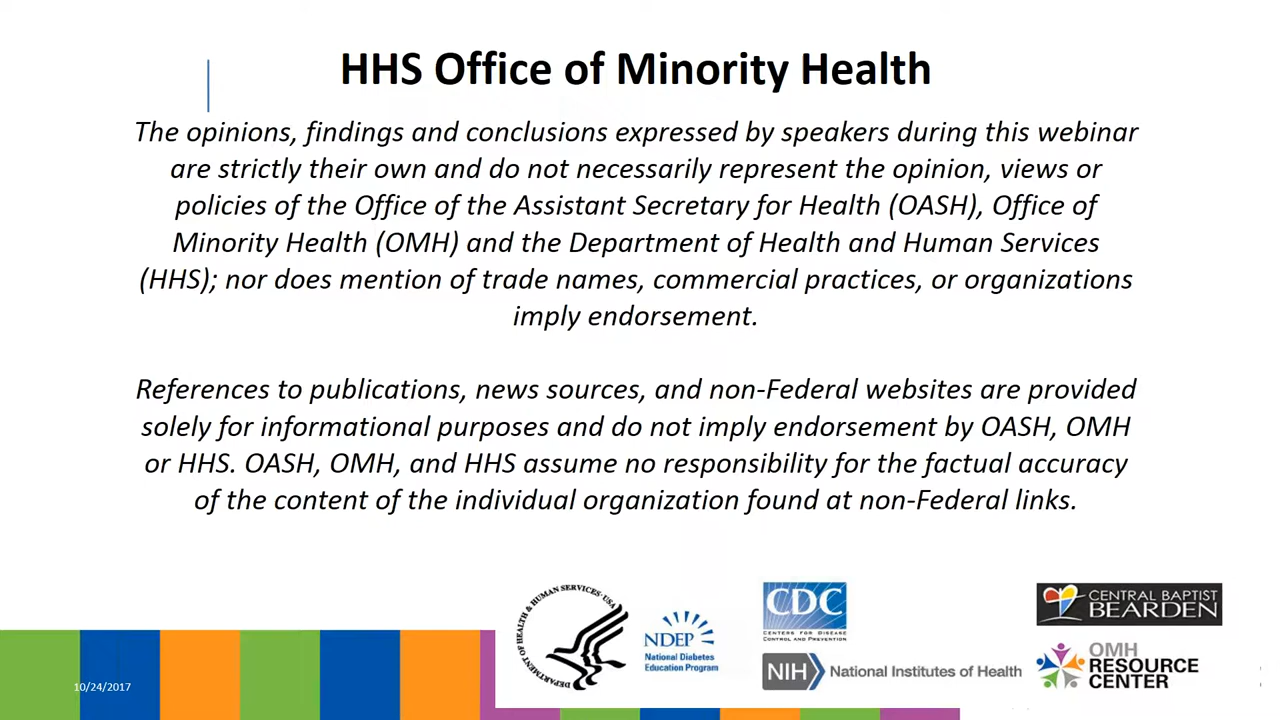 HHS Office of Minority Health
The opinions, findings and conclusions expressed by speakers during this webinar
are strictly their own and do not necessarily represent the opinion, views or
policies of the Office of the Assistant Secretary for Health (OASH), Office of
Minority Health (OMH) and the Department of Health and Human Services
(HHS); nor does mention of trade names, commercial practices, or organizations
imply endorsement.
References to publications, news sources, and non-Federal websites are provided
solely for informational purposes and do not imply endorsement by OASH, OMH
or HHS. OASH, OMH, and HHS assume no responsibility for the factual accuracy
of the content of the individual organization found at non-Federal links.
10/24/2017
DEPARTMENT OF HEALTH & HUMAN SERVICES·USA
NDEP
National Diabetes
Education Program
CDC
CENTERS FOR DISEASE
CONTROL AND PREVENTION
NIH National Institutes of Health
CENTRAL BAPTIST
BEARDEN
OMH
RESOURCE
CENTER